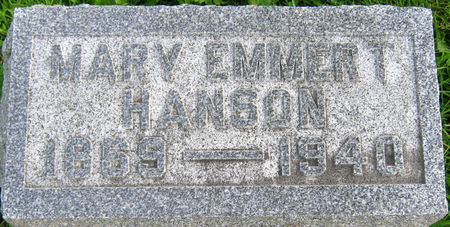 MARY EMMERT
HANSON
1869 — 1940